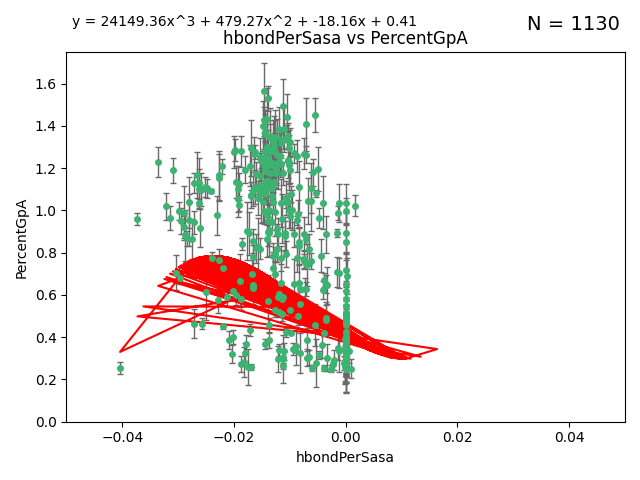 y = 24149.36x^3 + 479.27x^2 + -18.16x + 0.41
N = 1130
hbondPerSasa vs PercentGpA
PercentGpA
1.6
1.4
1.2
1.0
0.8
0.6
0.4
0.2
0.0
−0.04 −0.02 0.00 0.02 0.04
hbondPerSasa